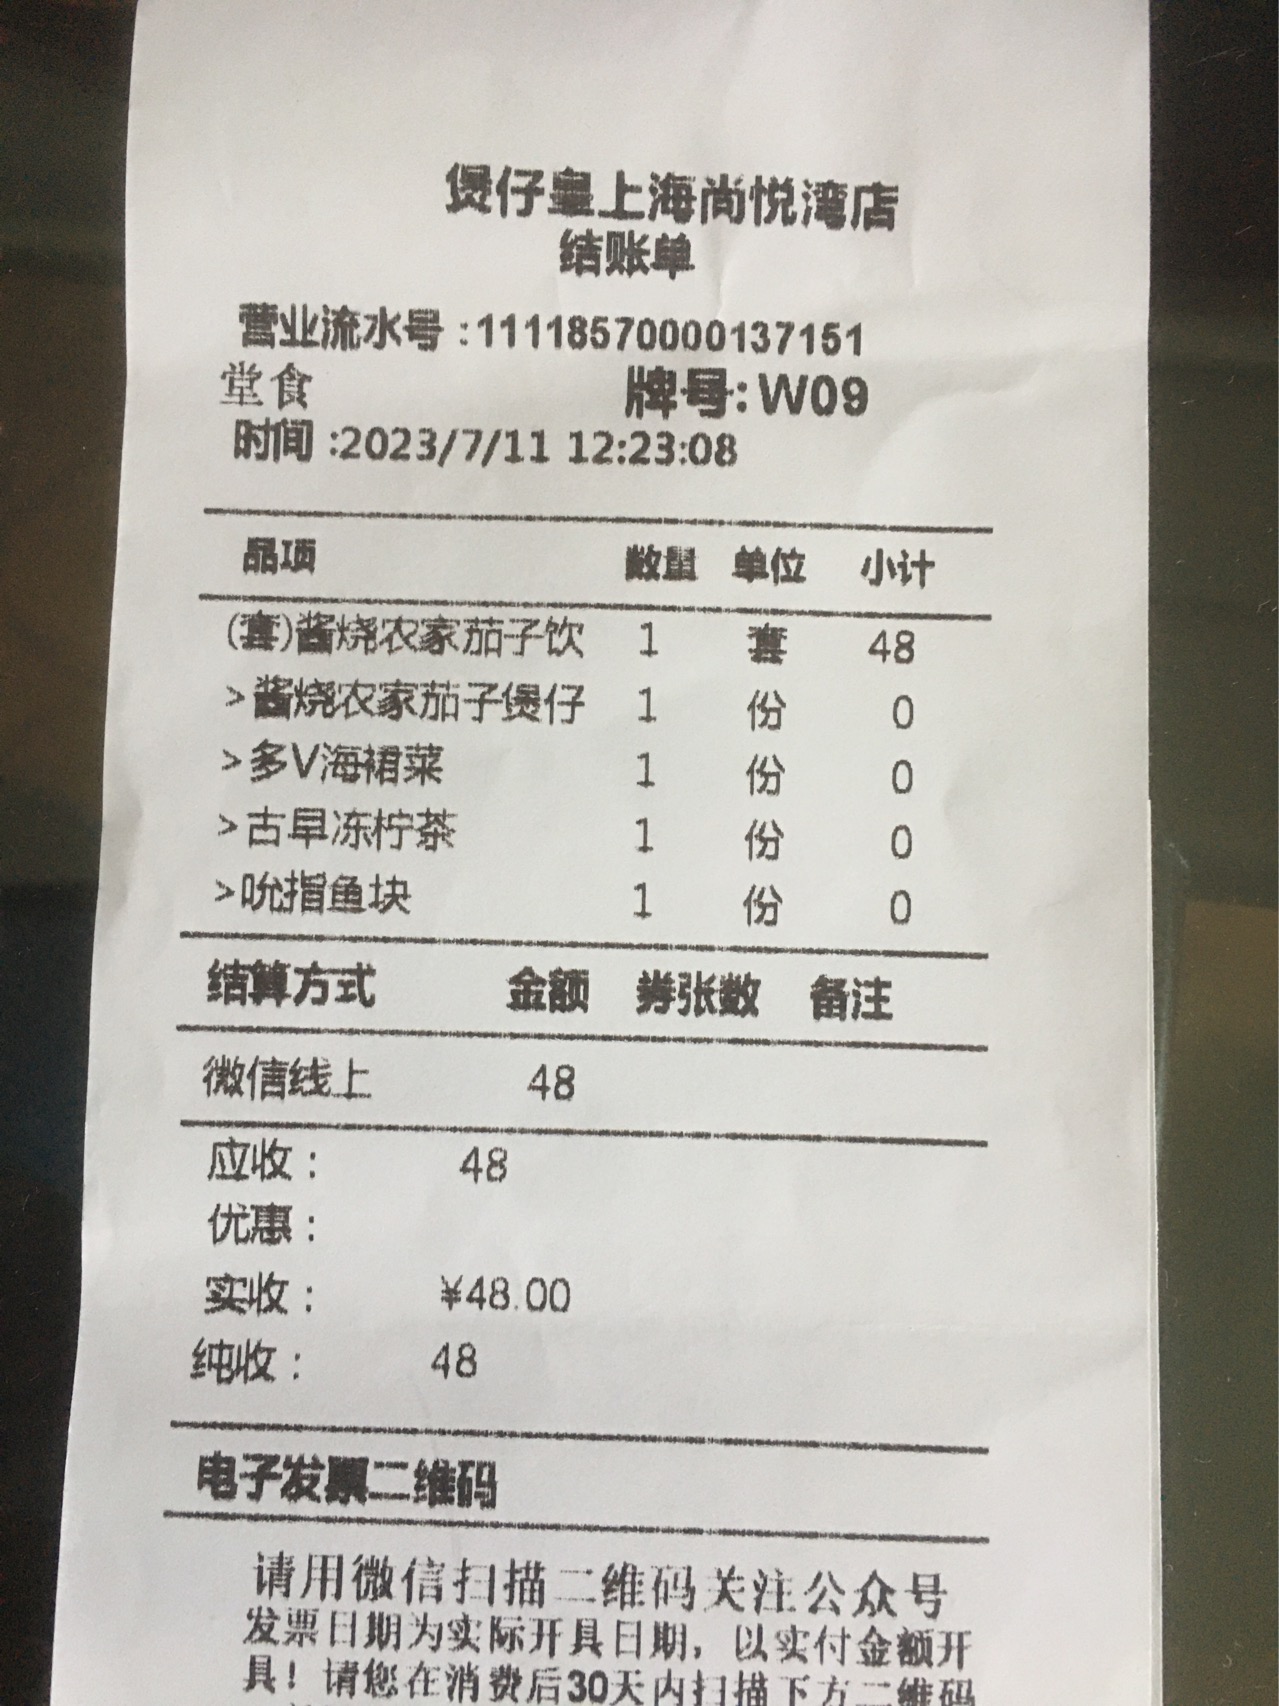 煲仔皇上海尚悦湾店
结账单
营业流水号:11118570000137151
堂食 牌号:W09
时间:2023/7/11 12:23:08
品项 数量 单位 小计
(套)酱烧农家茄子饮 1 套 48
>酱烧农家茄子煲仔 1 份 0
>多V海裙菜 1 份 0
>古早冻柠茶 1 份 0
>吮指鱼块 1 份 0
结算方式 金额 券张数 备注
微信线上 48
应收: 48
优惠:
实收: ¥48.00
纯收: 48
电子发票二维码
请用微信扫描二维码关注公众号
发票日期为实际开具日期，以实付金额开
具！请您在消费后30天内扫描下方二维码